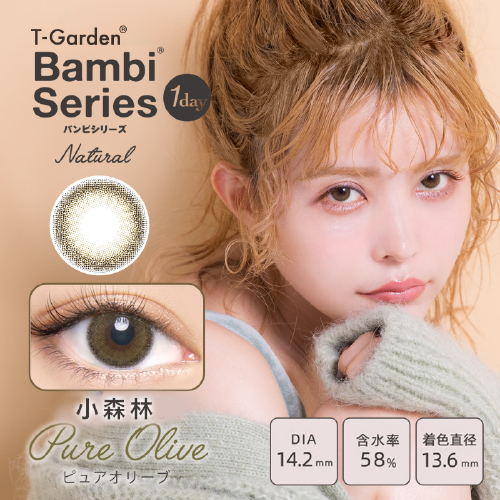 T-Garden®
Bambi®
Series 1day
バンビシリーズ
Natural
小森林
Pure Olive
ピュアオリーブ
DIA
14.2mm
含水率
58%
着色直径
13.6mm